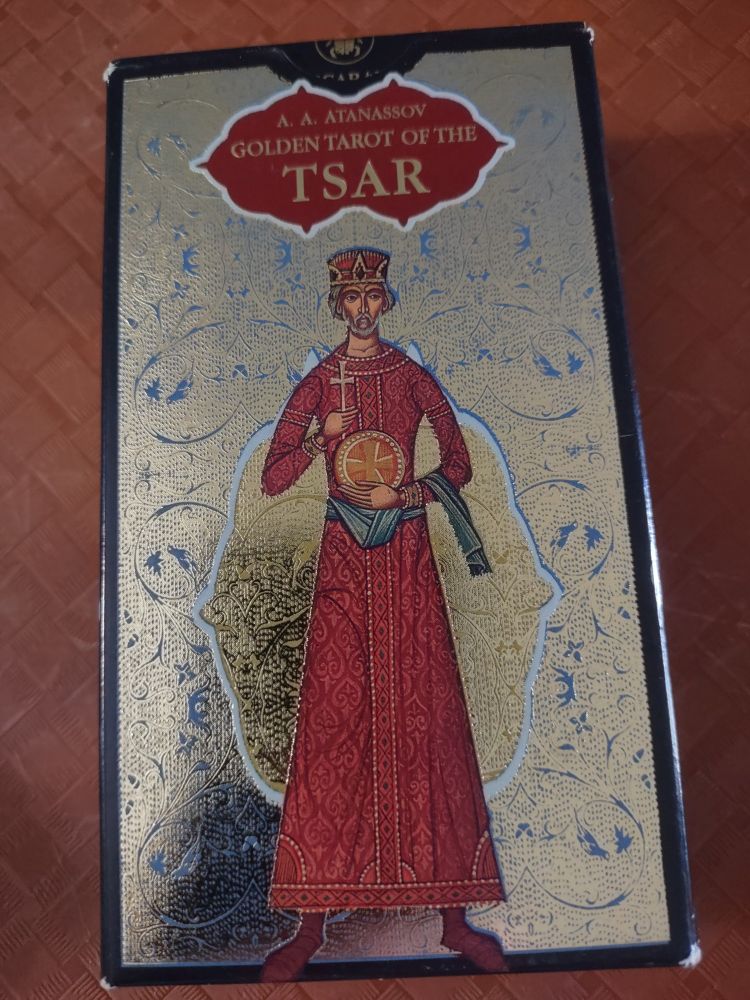 A. A. ATANASSOV
GOLDEN TAROT OF THE
TSAR